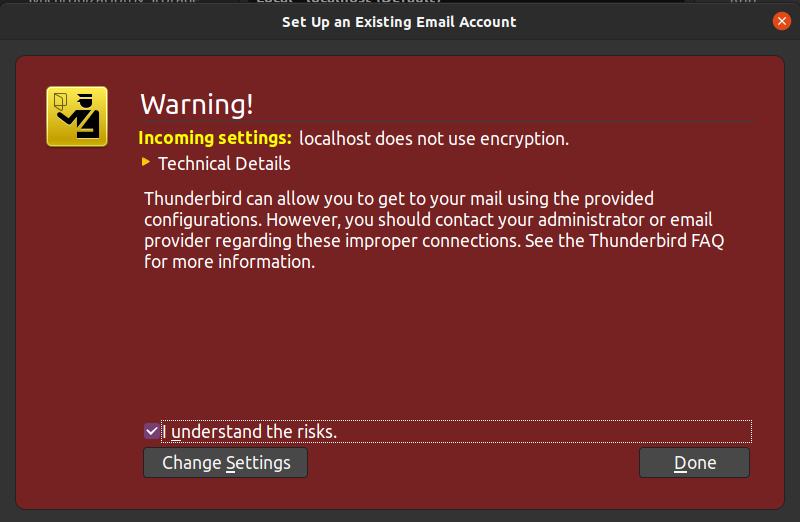 Set Up an Existing Email Account
Warning!
Incoming settings: localhost does not use encryption.
Technical Details
Thunderbird can allow you to get to your mail using the provided
configurations. However, you should contact your administrator or email
provider regarding these improper connections. See the Thunderbird FAQ
for more information.
I understand the risks.
Change Settings
Done